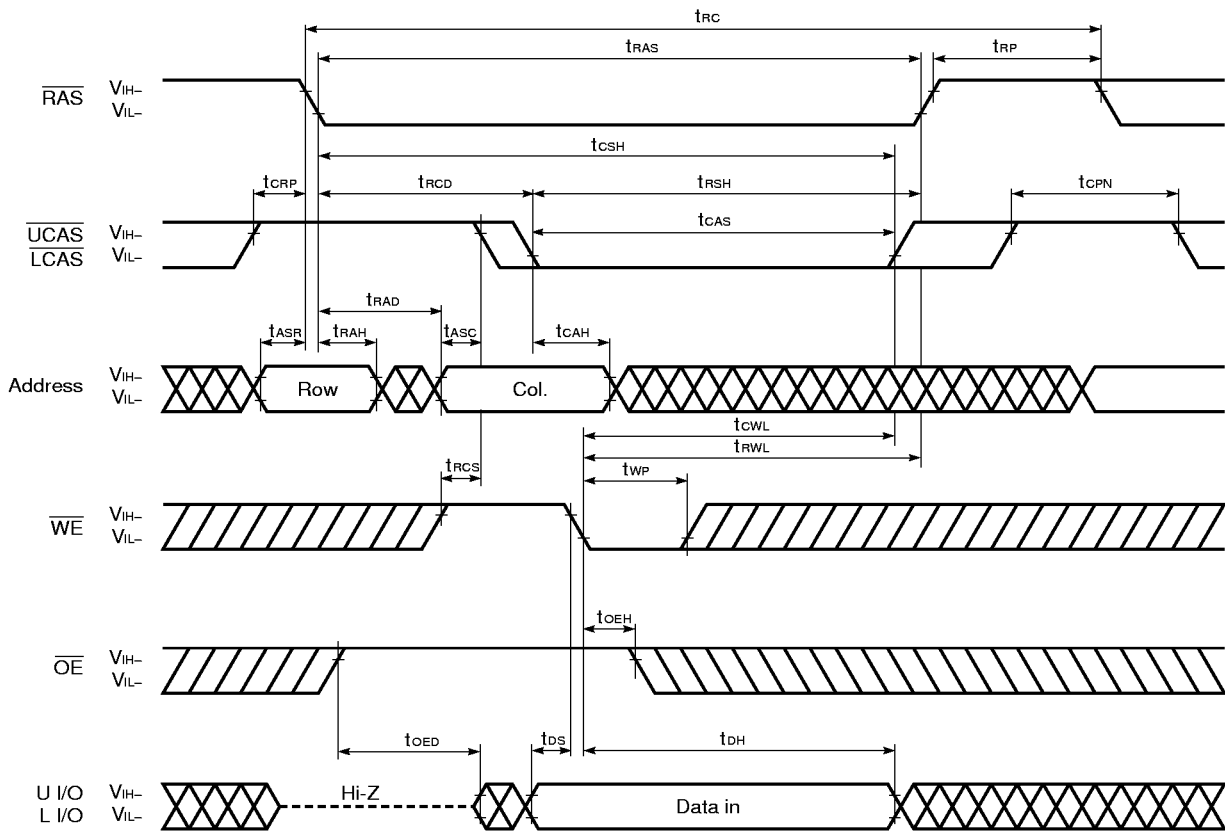 tRC
tRAS
tRP
RAS
VIH–
VIL–
tCSH
tCRP
tRCD
tRSH
tCPN
UCAS
LCAS
VIH–
VIL–
tCAS
tRAD
tASR
tRAH
tASC
tCAH
Address
VIH–
VIL–
Row
Col.
tCWL
tRWL
tRCS
tWP
WE
VIH–
VIL–
tOEH
OE
VIH–
VIL–
tOED
tDS
tDH
U I/O
L I/O
VIH–
VIL–
Hi-Z
Data in